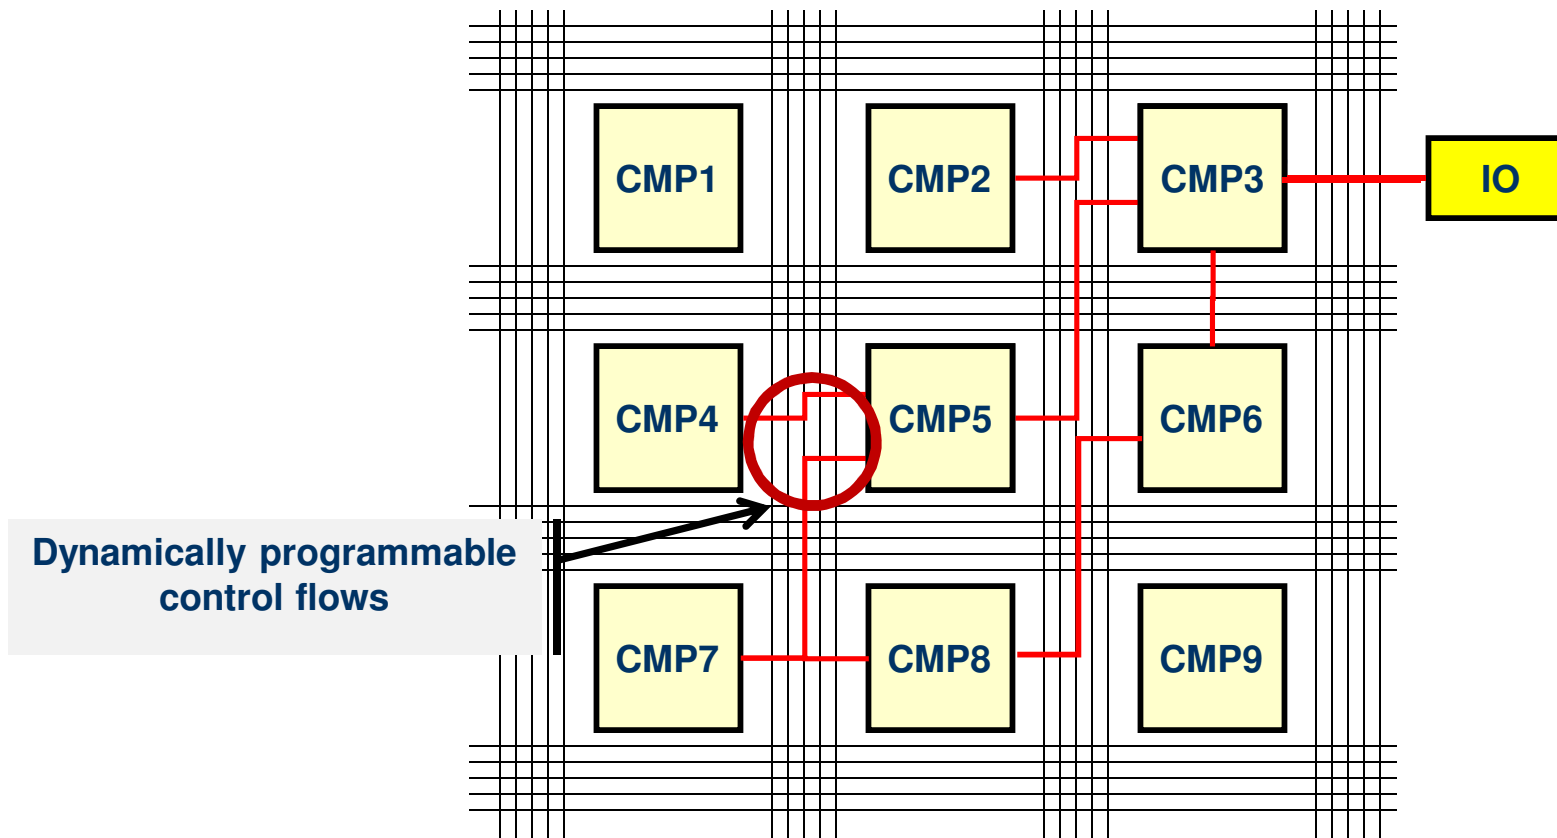 CMP1
CMP2
CMP3
IO
CMP4
CMP5
CMP6
Dynamically programmable
control flows
CMP7
CMP8
CMP9